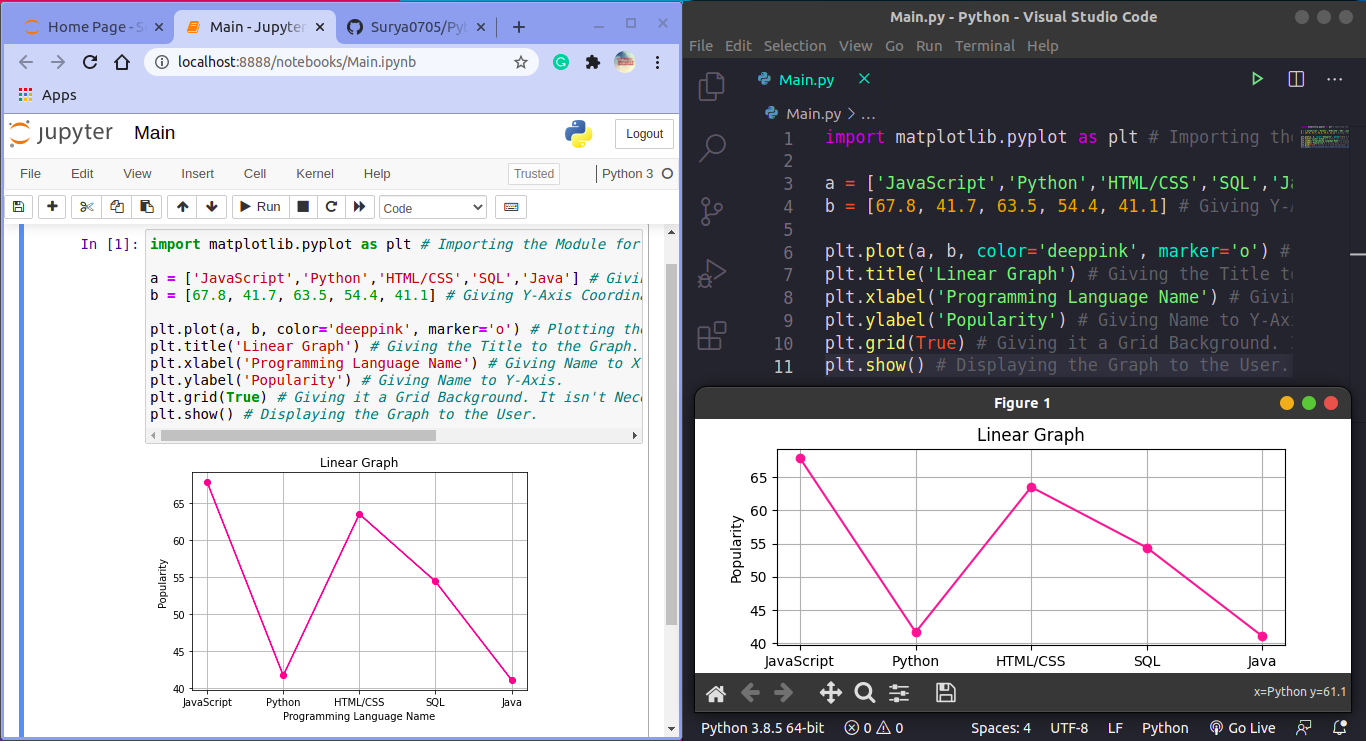 Home Page - S
Main - Jupyter
Surya0705/Pyt
localhost:8888/notebooks/Main.ipynb
Apps
jupyter Main
Logout
File Edit View Insert Cell Kernel Help
Trusted
Python 3
Run
Code
In [1]:
import matplotlib.pyplot as plt # Importing the Module for
a = ['JavaScript','Python','HTML/CSS','SQL','Java'] # Givin
b = [67.8, 41.7, 63.5, 54.4, 41.1] # Giving Y-Axis Coordina
plt.plot(a, b, color='deeppink', marker='o') # Plotting the
plt.title('Linear Graph') # Giving the Title to the Graph.
plt.xlabel('Programming Language Name') # Giving Name to X
plt.ylabel('Popularity') # Giving Name to Y-Axis.
plt.grid(True) # Giving it a Grid Background. It isn't Nece
plt.show() # Displaying the Graph to the User.
Linear Graph
Popularity
65
60
55
50
45
40
JavaScript Python HTML/CSS SQL Java
Programming Language Name
Main.py - Python - Visual Studio Code
File Edit Selection View Go Run Terminal Help
Main.py
Main.py > ...
1 import matplotlib.pyplot as plt # Importing the
2
3 a = ['JavaScript','Python','HTML/CSS','SQL','Ja
4 b = [67.8, 41.7, 63.5, 54.4, 41.1] # Giving Y-A
5
6 plt.plot(a, b, color='deeppink', marker='o') #
7 plt.title('Linear Graph') # Giving the Title to
8 plt.xlabel('Programming Language Name') # Givin
9 plt.ylabel('Popularity') # Giving Name to Y-Axi
10 plt.grid(True) # Giving it a Grid Background. I
11 plt.show() # Displaying the Graph to the User.
Figure 1
Linear Graph
Popularity
65
60
55
50
45
40
JavaScript Python HTML/CSS SQL Java
x=Python y=61.1
Python 3.8.5 64-bit 0 0 Spaces: 4 UTF-8 LF Python Go Live